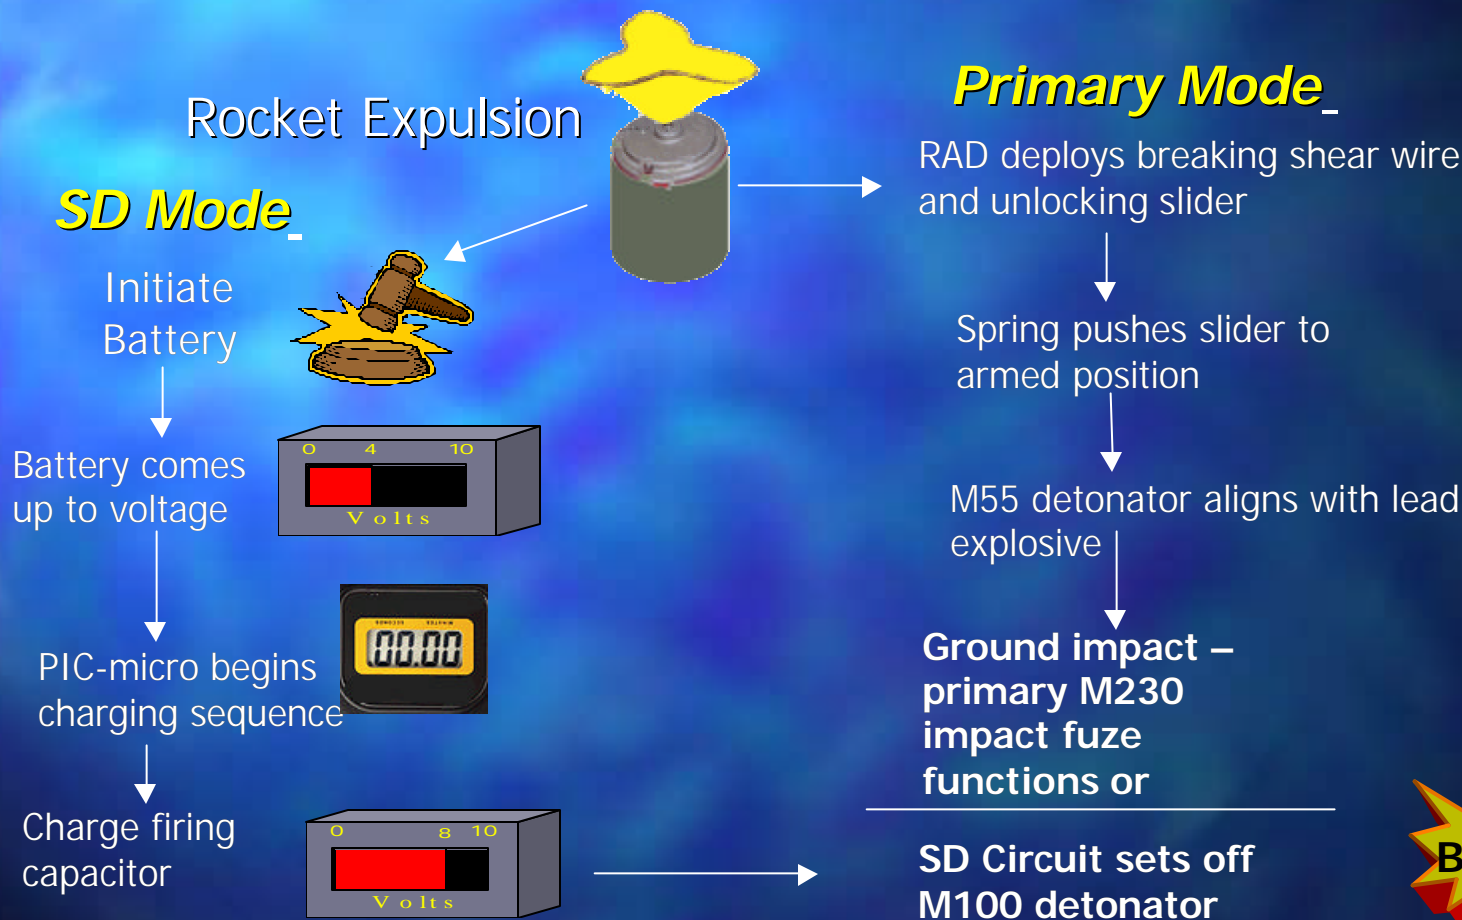 Rocket Expulsion
SD Mode
Initiate
Battery
Battery comes
up to voltage
0 4 10
Volts
PIC-micro begins
charging sequence
00:00
Charge firing
capacitor
0 8 10
Volts
Primary Mode
RAD deploys breaking shear wire
and unlocking slider
Spring pushes slider to
armed position
M55 detonator aligns with lead
explosive
Ground impact –
primary M230
impact fuze
functions or
SD Circuit sets off
M100 detonator
B